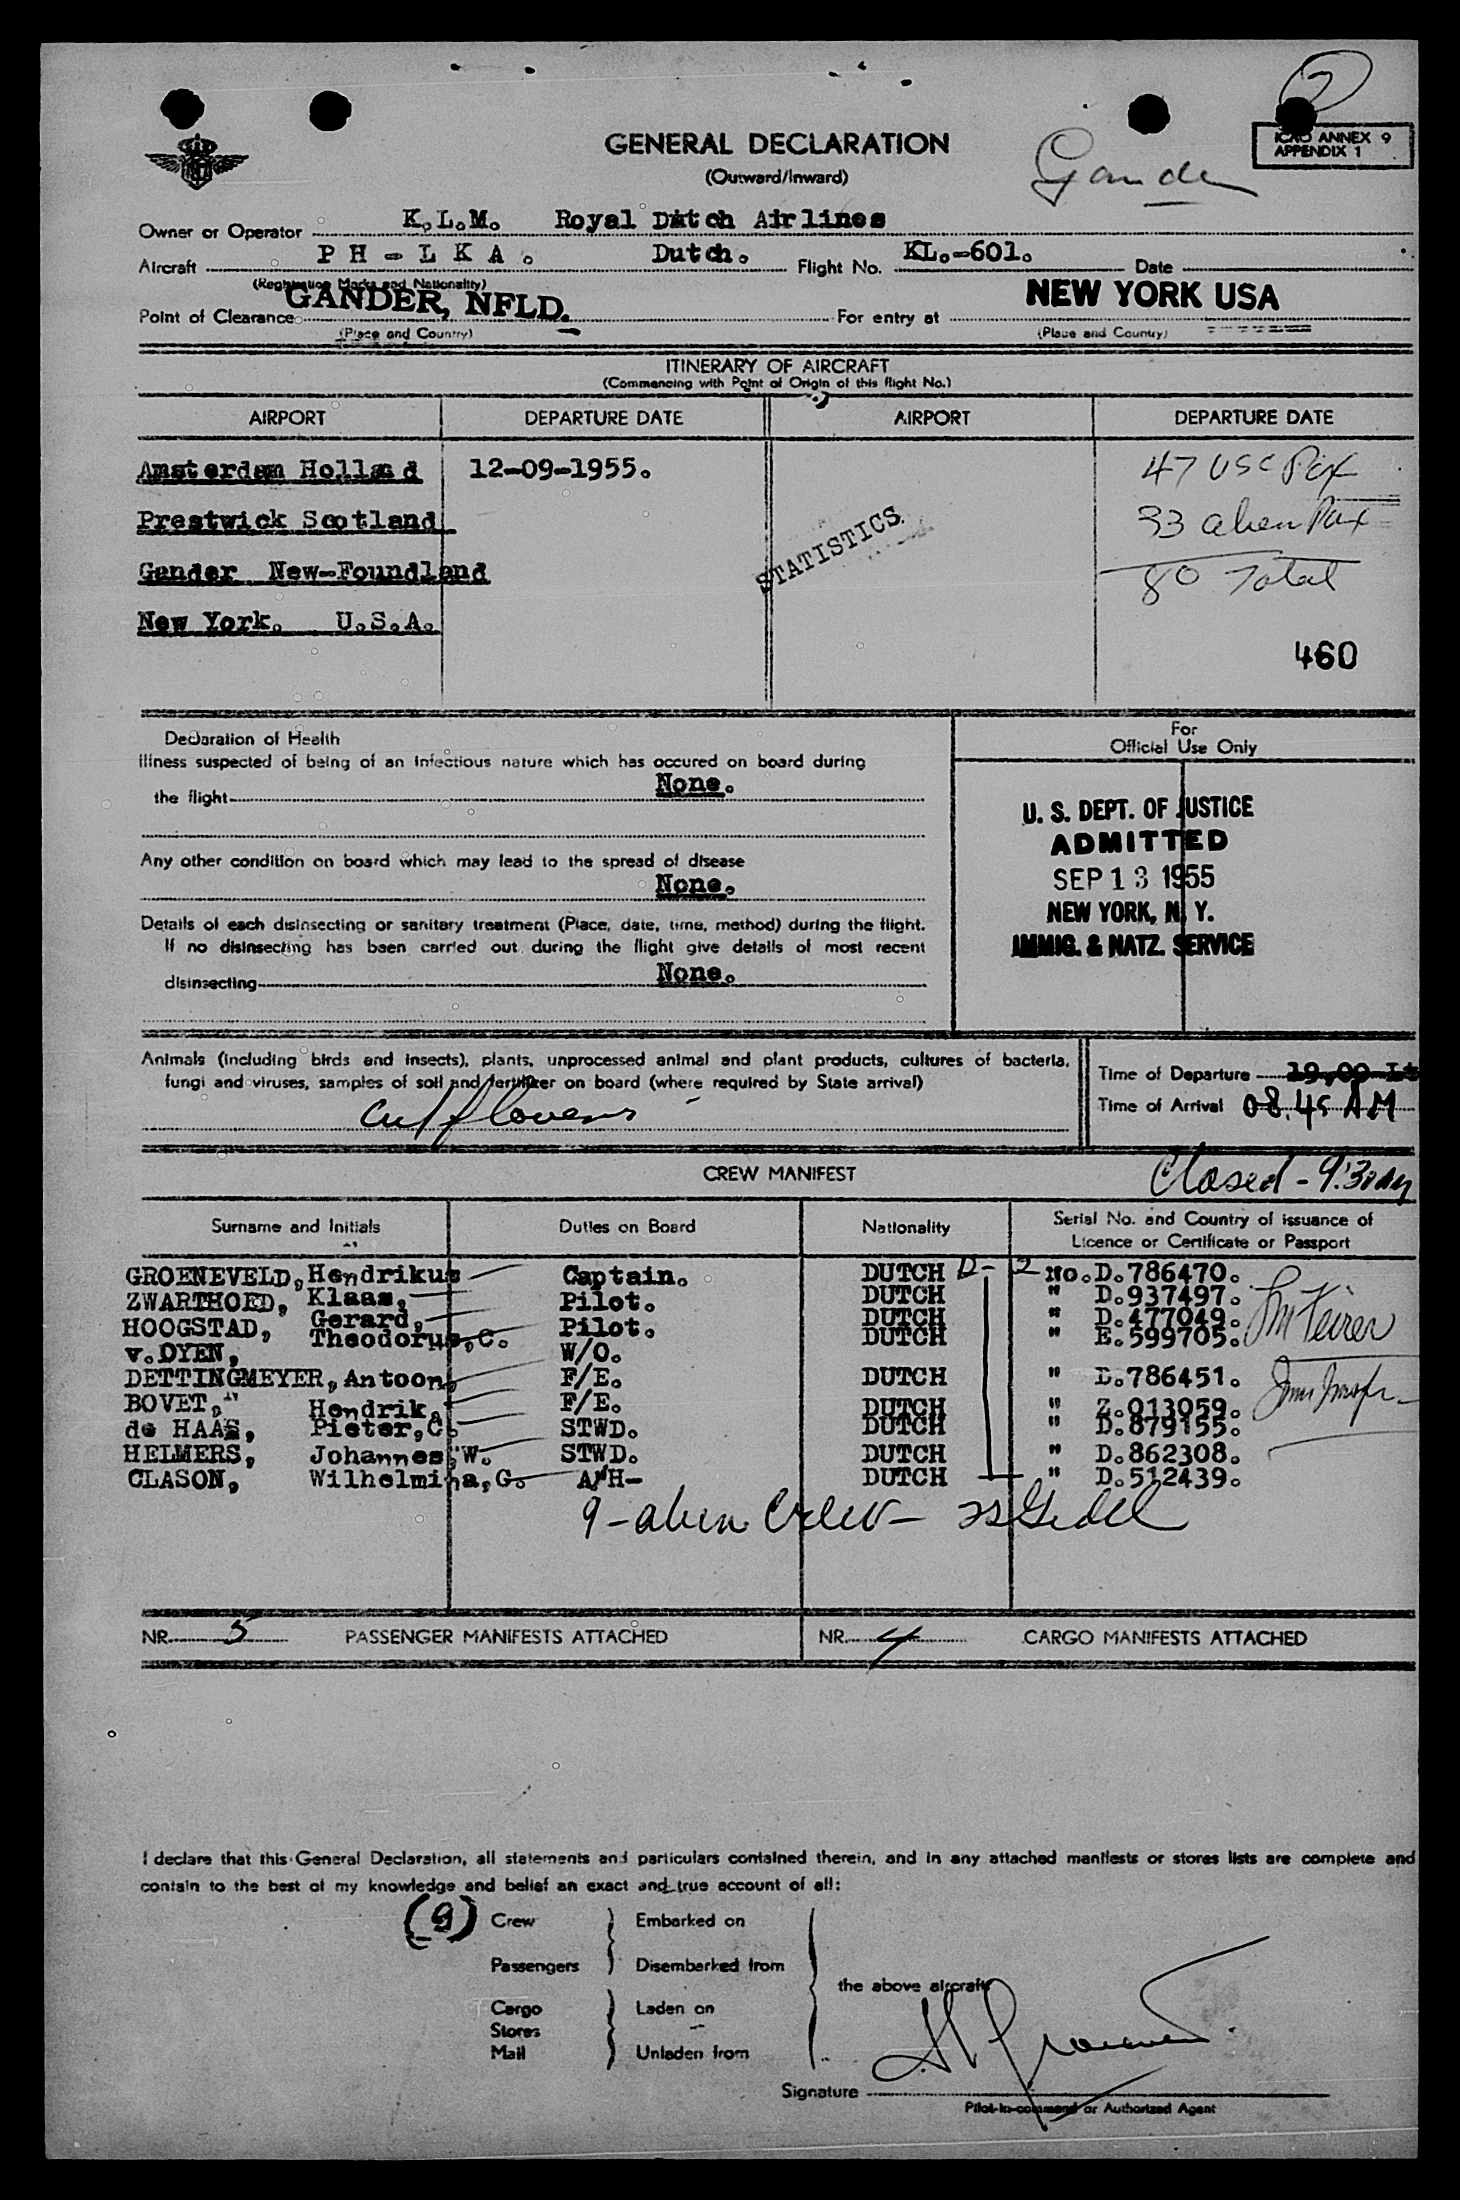 ICAO ANNEX 9
APPENDIX 1
GENERAL DECLARATION
(Outward/Inward)
Gander
Owner or Operator K.L.M. Royal Dutch Airlines
Aircraft PH-LKA. Dutch. Flight No. KL.-601. Date
(Registration Marks and Nationality)
Point of Clearance GANDER, NFLD. For entry at NEW YORK USA
(Place and Country) (Place and Country)
ITINERARY OF AIRCRAFT
(Commencing with Point of Origin of this flight No.)
AIRPORT DEPARTURE DATE AIRPORT DEPARTURE DATE
Amsterdam Holland 12-09-1955. 47 USC Pax
Prestwick Scotland STATISTICS 33 alien Pax
Gander New-Foundland 80 Total
New York. U.S.A.
460
Declaration of Health
Illness suspected of being of an infectious nature which has occured on board during
the flight None.
Any other condition on board which may lead to the spread of disease
None.
Details of each disinsecting or sanitary treatment (Place, date, time, method) during the flight.
If no disinsecting has been carried out during the flight give details of most recent
disinsecting None.
For
Official Use Only
U. S. DEPT. OF JUSTICE
ADMITTED
SEP 13 1955
NEW YORK, N. Y.
IMMIG. & NATZ. SERVICE
Animals (including birds and insects), plants, unprocessed animal and plant products, cultures of bacteria,
fungi and viruses, samples of soil and fertilizer on board (where required by State arrival)
cut flowers
Time of Departure 19,00 Lt
Time of Arrival 08.45 AM
CREW MANIFEST Closed - 9:30 am
Surname and Initials Duties on Board Nationality Serial No. and Country of issuance of
Licence or Certificate or Passport
GROENEVELD, Hendrikus Captain. DUTCH No. D.786470.
ZWARTHOED, Klaas, Pilot. DUTCH " D.937497.
HOOGSTAD, Gerard, Pilot. DUTCH " D.477049.
v.DYEN, Theodorus,C. W/O. DUTCH " E.599705.
DETTINGMEYER, Antoon, F/E. DUTCH " D.786451.
BOVET, Hendrik, F/E. DUTCH " Z.013059.
de HAAS, Pieter,C. STWD. DUTCH " D.879155.
HELMERS, Johannes,W. STWD. DUTCH " D.862308.
CLASON, Wilhelmina,G. A/H- DUTCH " D.512439.
9-alien Crew-
NR 5 PASSENGER MANIFESTS ATTACHED NR 4 CARGO MANIFESTS ATTACHED
I declare that this General Declaration, all statements and particulars contained therein, and in any attached manifests or stores lists are complete and
contain to the best of my knowledge and belief an exact and true account of all:
(9) Crew Embarked on
Passengers Disembarked from
the above aircraft
Cargo Laden on
Stores
Mail Unladen from
Signature
Pilot-in-command or Authorized Agent